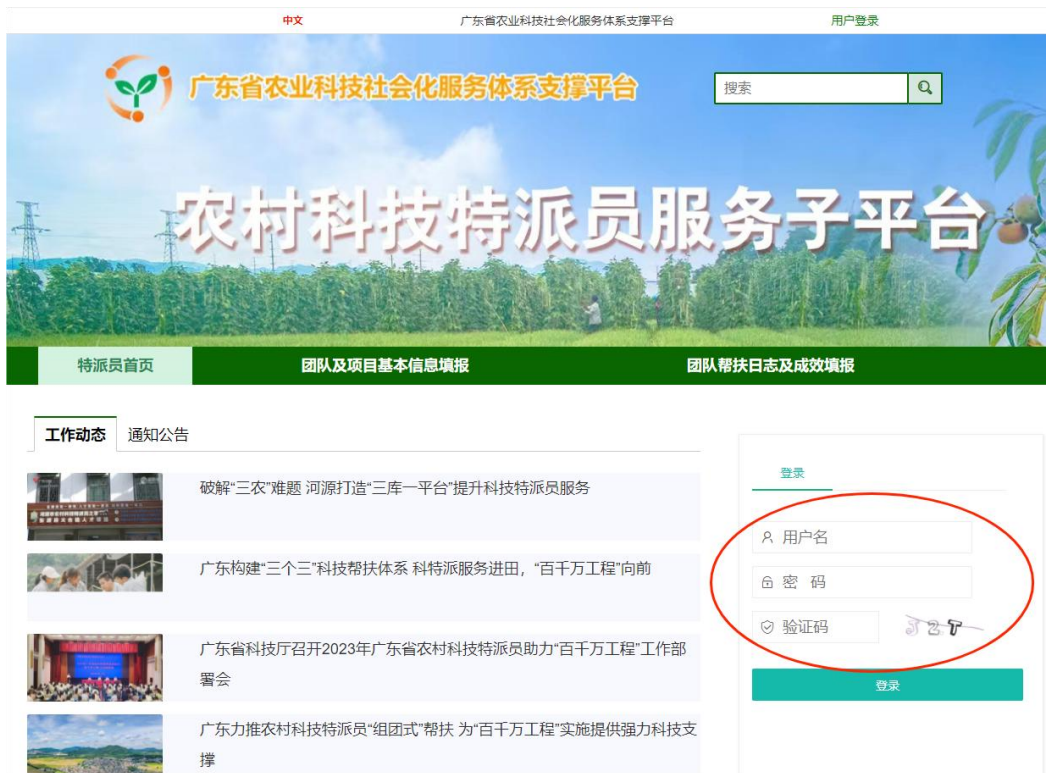 中文
广东省农业科技社会化服务体系支撑平台
用户登录
广东省农业科技社会化服务体系支撑平台
搜索
农村科技特派员服务子平台
特派员首页
团队及项目基本信息填报
团队帮扶日志及成效填报
工作动态
通知公告
破解“三农”难题 河源打造“三库一平台”提升科技特派员服务
广东构建“三个三”科技帮扶体系 科特派服务进田，“百千万工程”向前
广东省科技厅召开2023年广东省农村科技特派员助力“百千万工程”工作部
署会
广东力推农村科技特派员“组团式”帮扶 为“百千万工程”实施提供强力科技支
撑
登录
用户名
密 码
验证码
32T
登录